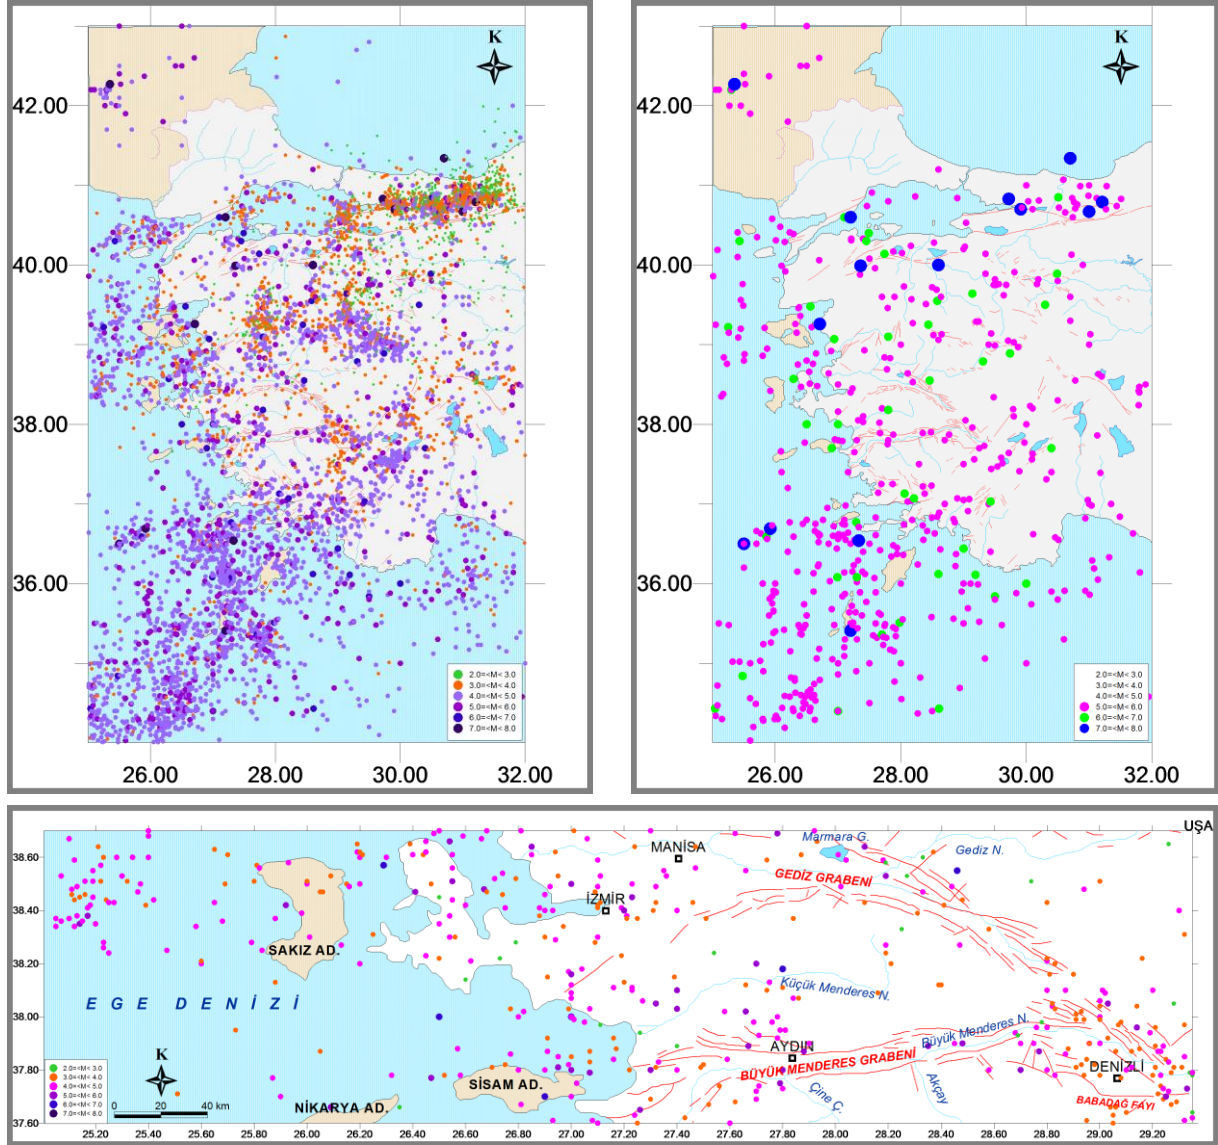 K
42.00
40.00
38.00
36.00
2.0=<M< 3.0
3.0=<M< 4.0
4.0=<M< 5.0
5.0=<M< 6.0
6.0=<M< 7.0
7.0=<M< 8.0
26.00 28.00 30.00 32.00
K
42.00
40.00
38.00
36.00
2.0=<M< 3.0
3.0=<M< 4.0
4.0=<M< 5.0
5.0=<M< 6.0
6.0=<M< 7.0
7.0=<M< 8.0
26.00 28.00 30.00 32.00
UŞA
Marmara G.
38.60
MANİSA
Gediz N.
GEDİZ GRABENİ
İZMİR
38.40
SAKIZ AD.
38.20
Küçük Menderes N.
EGE DENİZİ
38.00
Büyük Menderes N.
K
AYDIN
BÜYÜK MENDERES GRABENİ
37.80
DENİZLİ
SİSAM AD.
Çine Ç.
Akçay
BABADAĞ FAYI
NİKARYA AD.
2.0=<M< 3.0
3.0=<M< 4.0
4.0=<M< 5.0
5.0=<M< 6.0
6.0=<M< 7.0
7.0=<M< 8.0
0 20 40 km
37.60
25.20 25.40 25.60 25.80 26.00 26.20 26.40 26.60 26.80 27.00 27.20 27.40 27.60 27.80 28.00 28.20 28.40 28.60 28.80 29.00 29.20